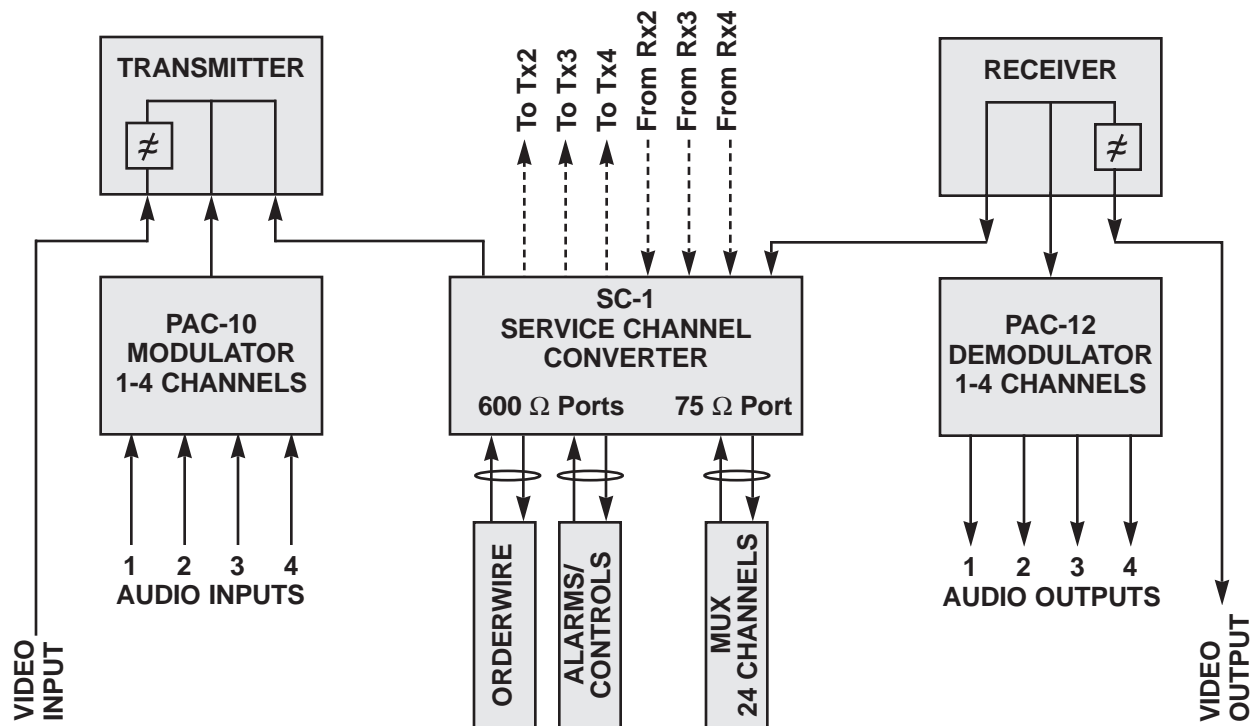 TRANSMITTER
≠
To Tx2
To Tx3
To Tx4
From Rx2
From Rx3
From Rx4
RECEIVER
≠
PAC-10
MODULATOR
1-4 CHANNELS
SC-1
SERVICE CHANNEL
CONVERTER
600 Ω Ports
75 Ω Port
PAC-12
DEMODULATOR
1-4 CHANNELS
1 2 3 4
AUDIO INPUTS
VIDEO
INPUT
ORDERWIRE
ALARMS/
CONTROLS
MUX
24 CHANNELS
1 2 3 4
AUDIO OUTPUTS
VIDEO
OUTPUT